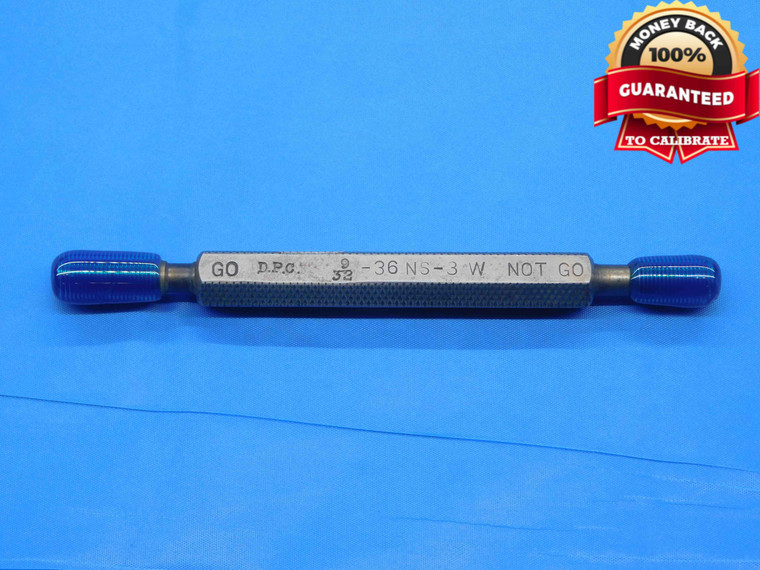 MONEY BACK
100%
GUARANTEED
TO CALIBRATE
GO D.P.C. 9/32 -36 NS-3 W NOT GO